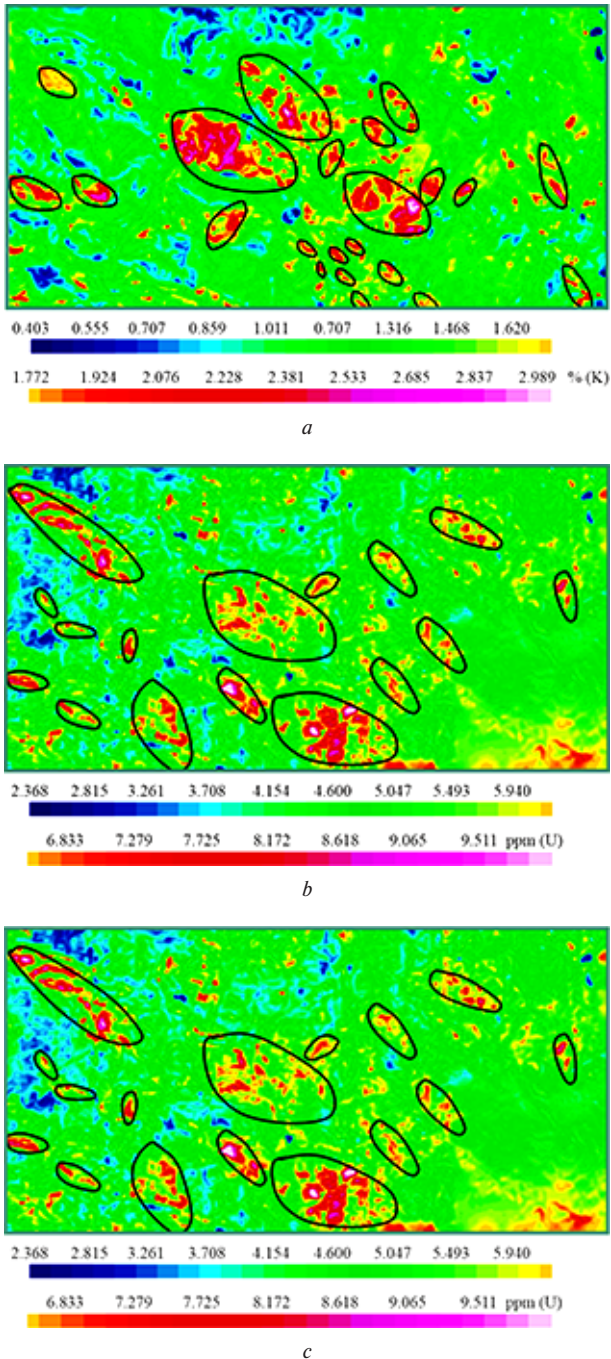 0.403 0.555 0.707 0.859 1.011 0.707 1.316 1.468 1.620
1.772 1.924 2.076 2.228 2.381 2.533 2.685 2.837 2.989 % (K)
a
2.368 2.815 3.261 3.708 4.154 4.600 5.047 5.493 5.940
6.833 7.279 7.725 8.172 8.618 9.065 9.511 ppm (U)
b
2.368 2.815 3.261 3.708 4.154 4.600 5.047 5.493 5.940
6.833 7.279 7.725 8.172 8.618 9.065 9.511 ppm (U)
c